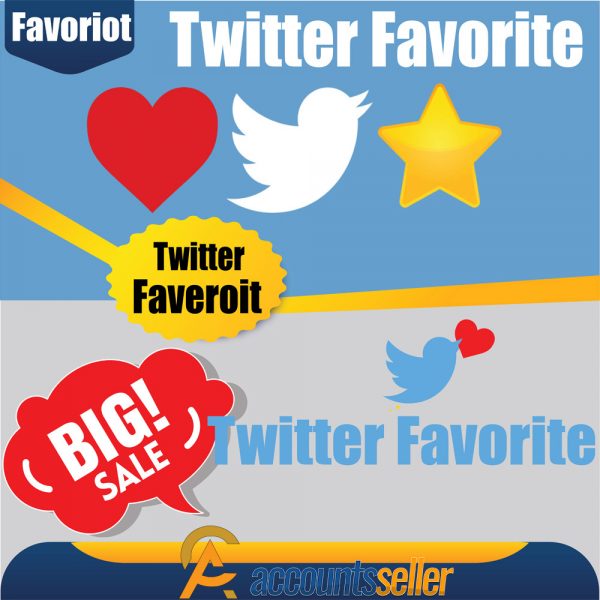 Favoriot
Twitter Favorite
Twitter
Faveroit
BIG!
SALE
Twitter Favorite
accountsseller